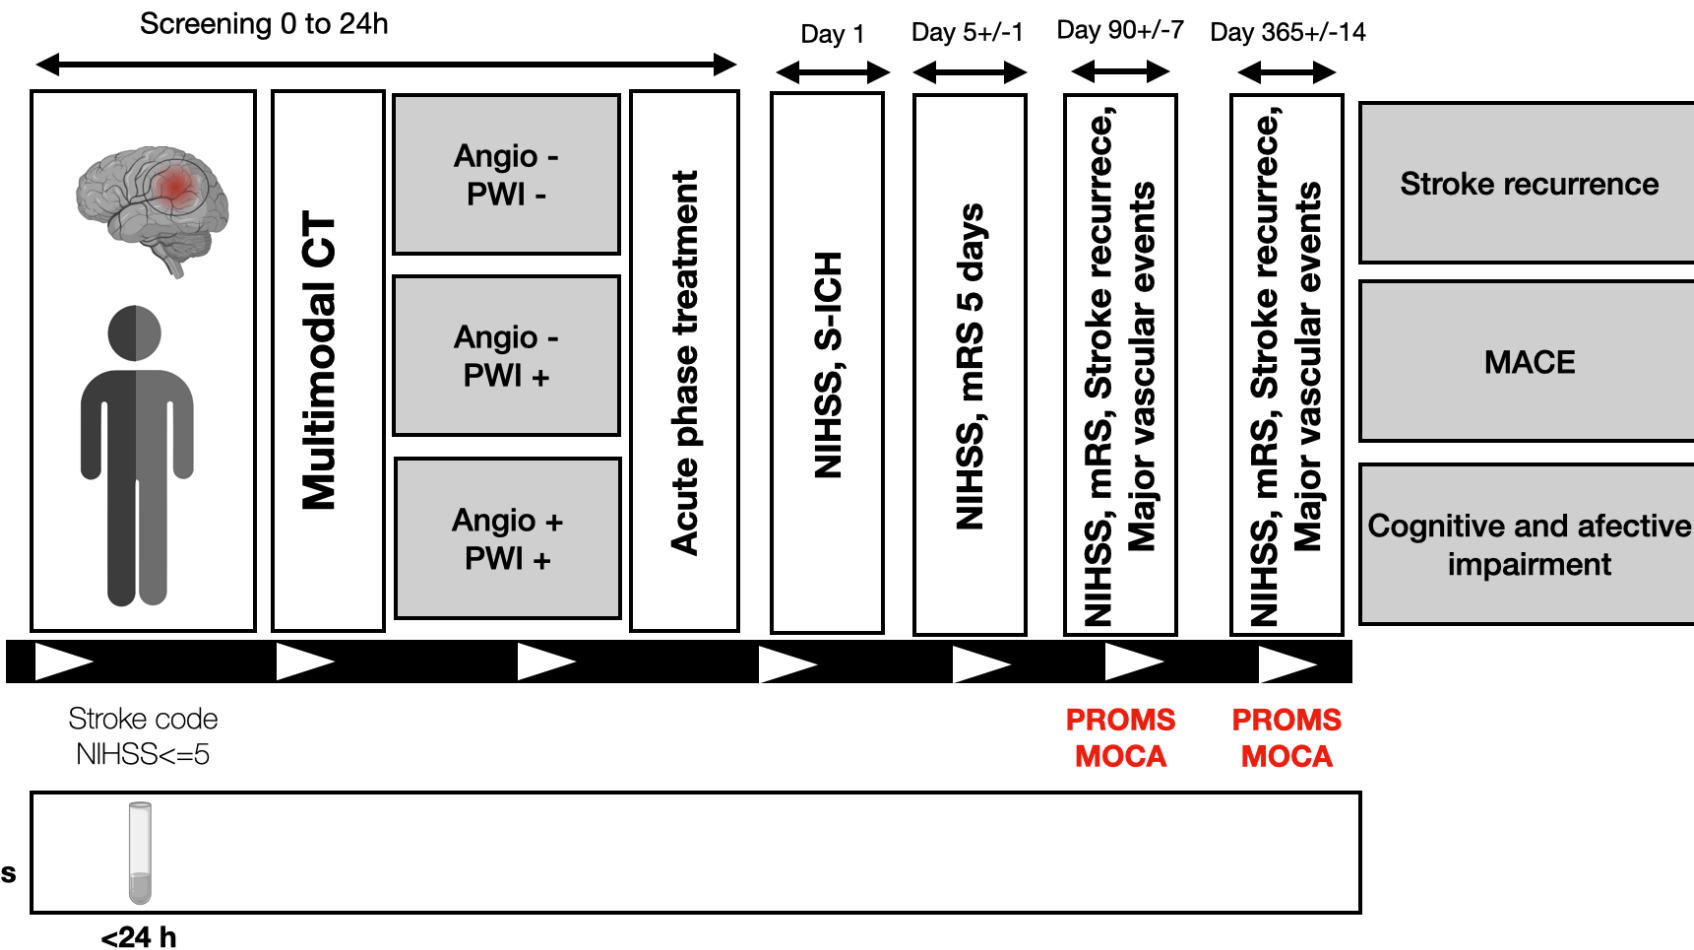 Screening 0 to 24h
Day 1
Day 5+/-1
Day 90+/-7
Day 365+/-14
Multimodal CT
Angio -
PWI -
Angio -
PWI +
Angio +
PWI +
Acute phase treatment
NIHSS, S-ICH
NIHSS, mRS 5 days
NIHSS, mRS, Stroke recurrece,
Major vascular events
NIHSS, mRS, Stroke recurrece,
Major vascular events
Stroke recurrence
MACE
Cognitive and afective
impairment
Stroke code
NIHSS<=5
PROMS
MOCA
PROMS
MOCA
s
<24 h